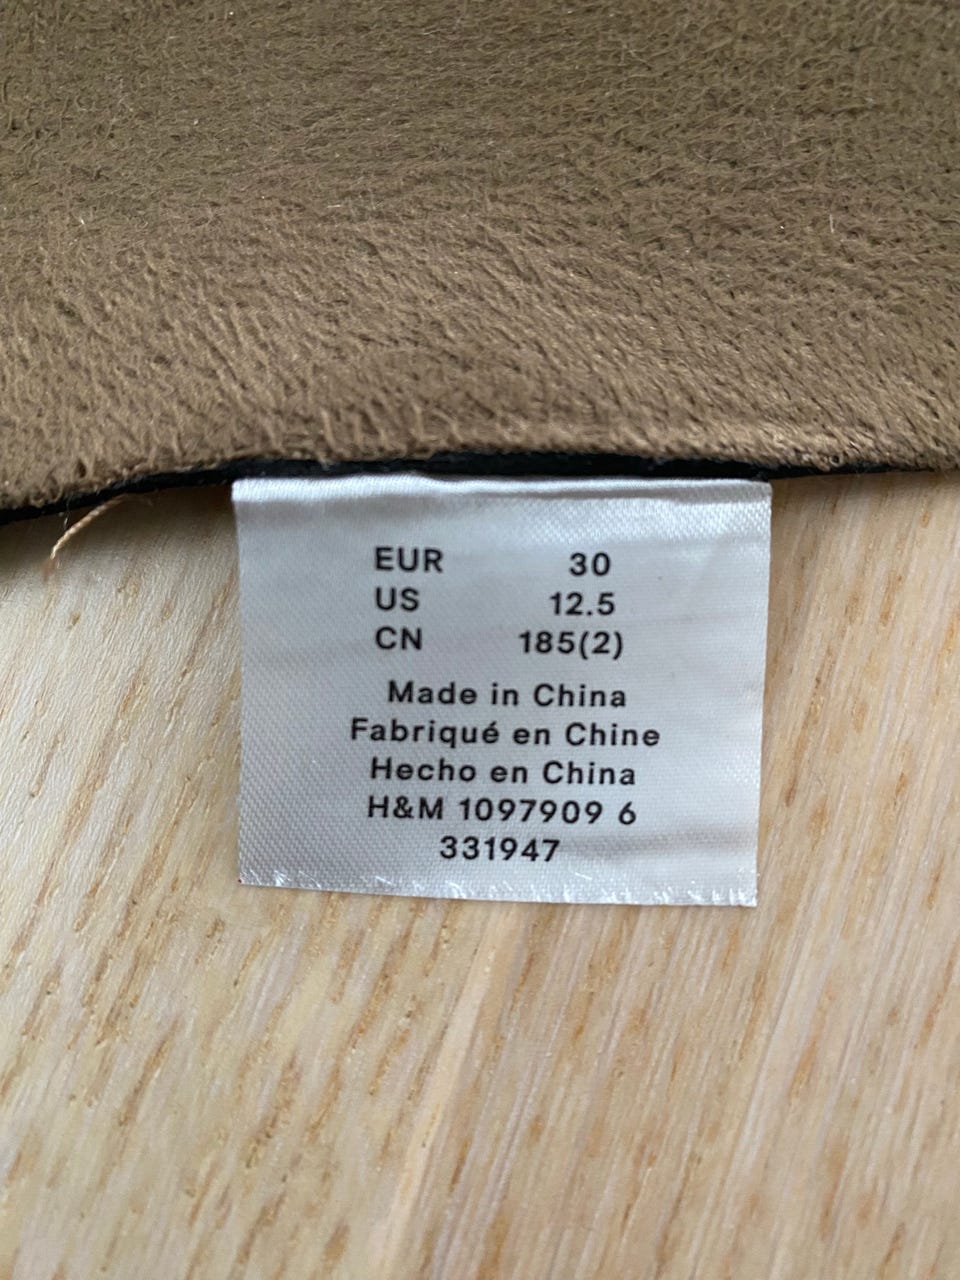 EUR 30
US 12.5
CN 185(2)
Made in China
Fabriqué en Chine
Hecho en China
H&M 1097909 6
331947